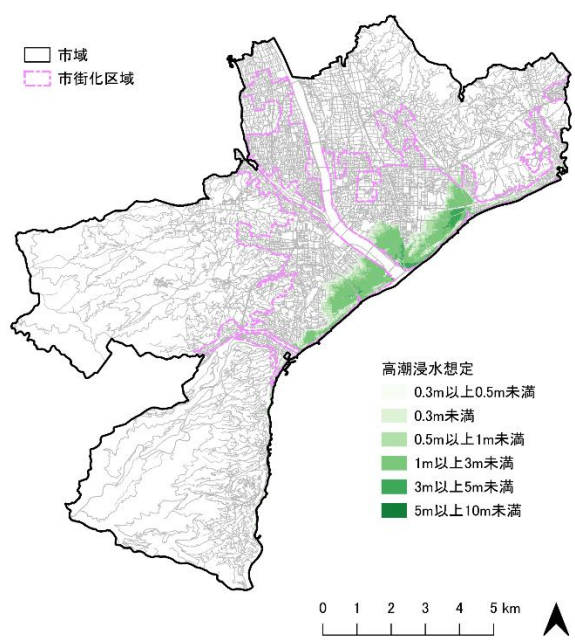 市域
市街化区域
高潮浸水想定
0.3m以上0.5m未満
0.3m未満
0.5m以上1m未満
1m以上3m未満
3m以上5m未満
5m以上10m未満
0 1 2 3 4 5 km